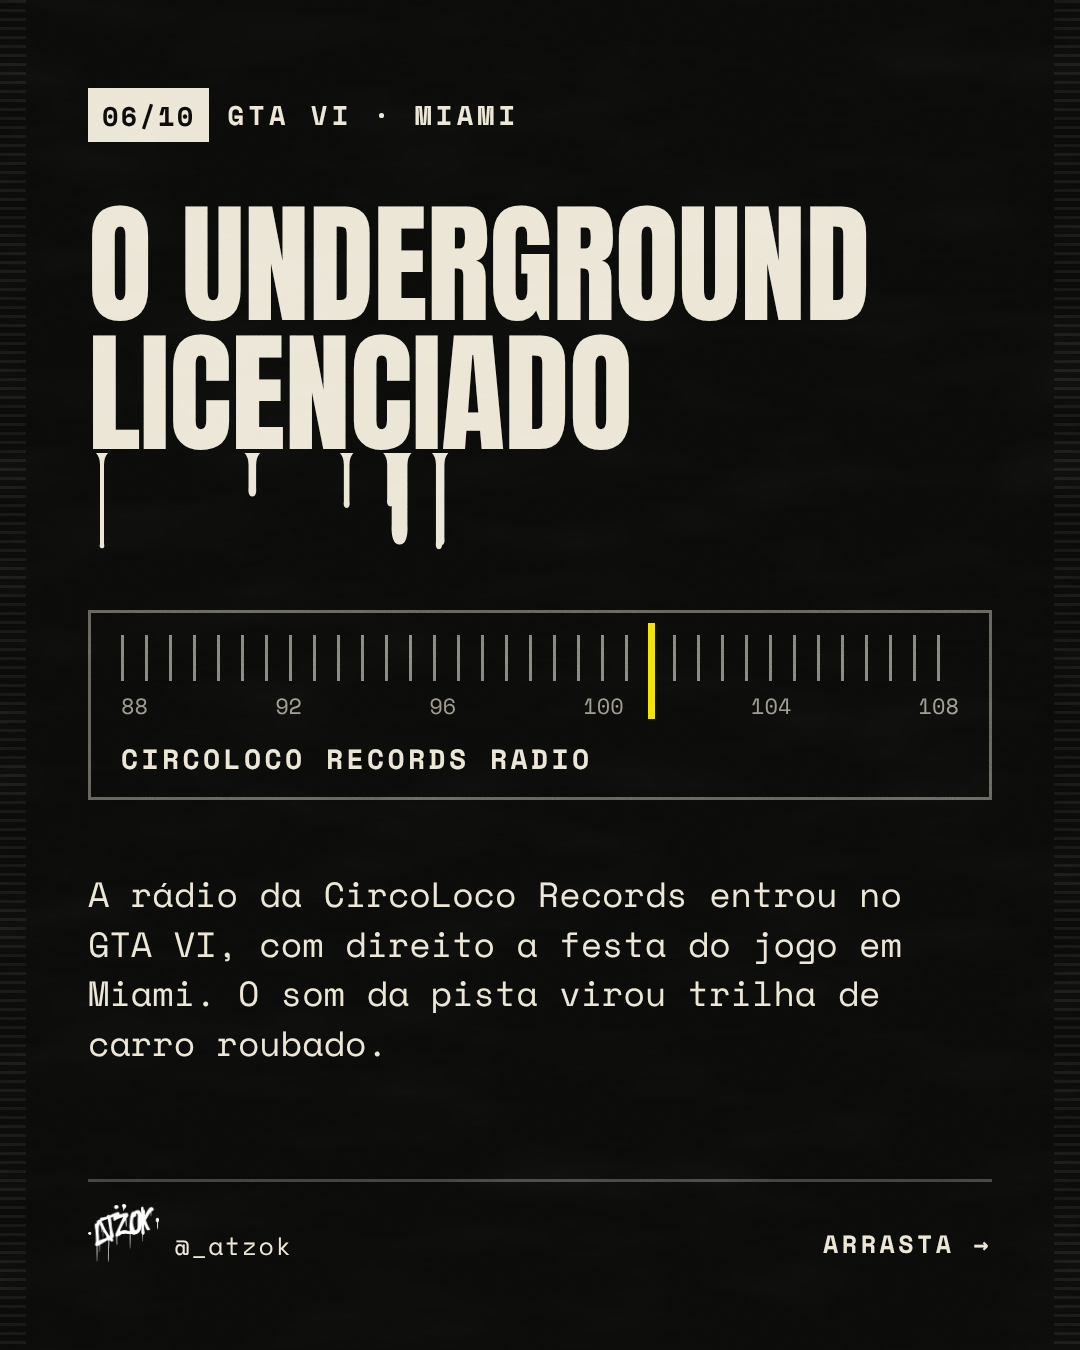 06/10 GTA VI · MIAMI
O UNDERGROUND
LICENCIADO
88 92 96 100 104 108
CIRCOLOCO RECORDS RADIO
A rádio da CircoLoco Records entrou no
GTA VI, com direito a festa do jogo em
Miami. O som da pista virou trilha de
carro roubado.
ATZOK
@_atzok
ARRASTA →